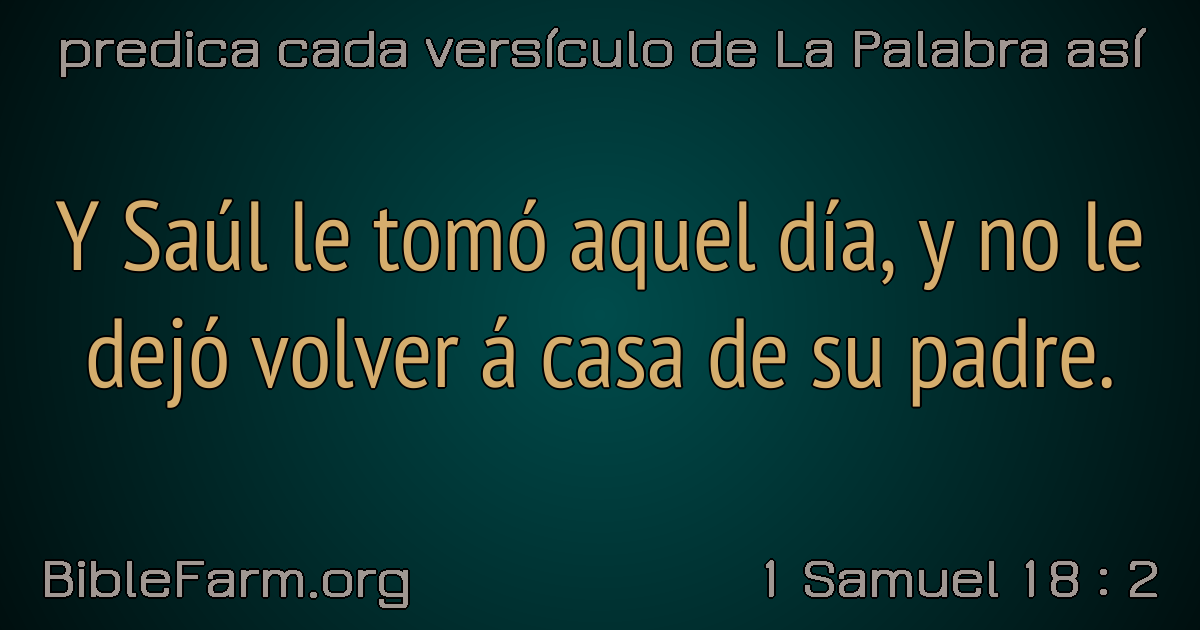 predica cada versículo de La Palabra así
Y Saúl le tomó aquel día, y no le
dejó volver á casa de su padre.
BibleFarm.org
1 Samuel 18 : 2